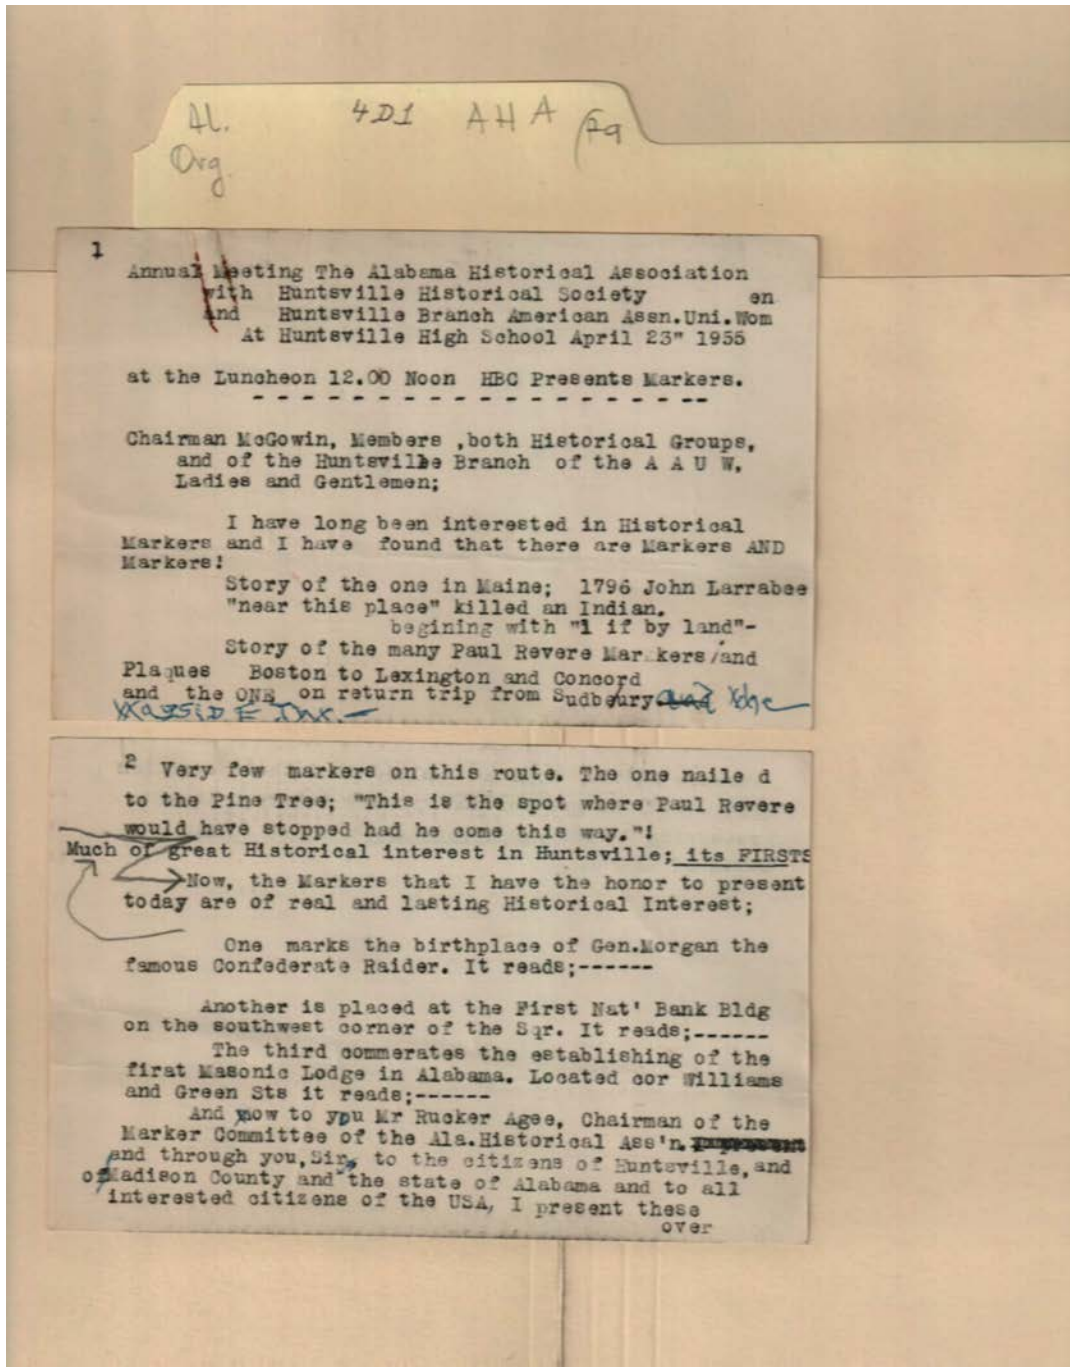 Al. 4D1 AHA
Org
1
Annual Meeting The Alabama Historical Association
with Huntsville Historical Society en
and Huntsville Branch American Assn.Uni.Wom
At Huntsville High School April 23" 1955
at the Luncheon 12.00 Noon HBC Presents Markers.
- - - - - - - - - - - - - - - - - - -
Chairman McGowin, Members ,both Historical Groups,
and of the Huntsville Branch of the A A U W.
Ladies and Gentlemen;
I have long been interested in Historical
Markers and I have found that there are Markers AND
Markers!
Story of the one in Maine; 1796 John Larrabee
"near this place" killed an Indian.
begining with "1 if by land"-
Story of the many Paul Revere Mar kers/and
Plaques Boston to Lexington and Concord
and the ONE on return trip from Sudbeury and the
WAYSIDE Inn.—
2 Very few markers on this route. The one naile d
to the Pine Tree; "This is the spot where Paul Revere
would have stopped had he come this way."!
Much of great Historical interest in Huntsville; its FIRSTS
Now, the Markers that I have the honor to present
today are of real and lasting Historical Interest;
One marks the birthplace of Gen.Morgan the
famous Confederate Raider. It reads;------
Another is placed at the First Nat' Bank Bldg
on the southwest corner of the Sqr. It reads;------
The third commerates the establishing of the
first Masonic Lodge in Alabama. Located cor Williams
and Green Sts it reads;------
And now to you Mr Rucker Agee, Chairman of the
Marker Committee of the Ala.Historical Ass'n.
and through you,Sir, to the citizens of Huntsville,and
of Madison County and the state of Alabama and to all
interested citizens of the USA, I present these
over